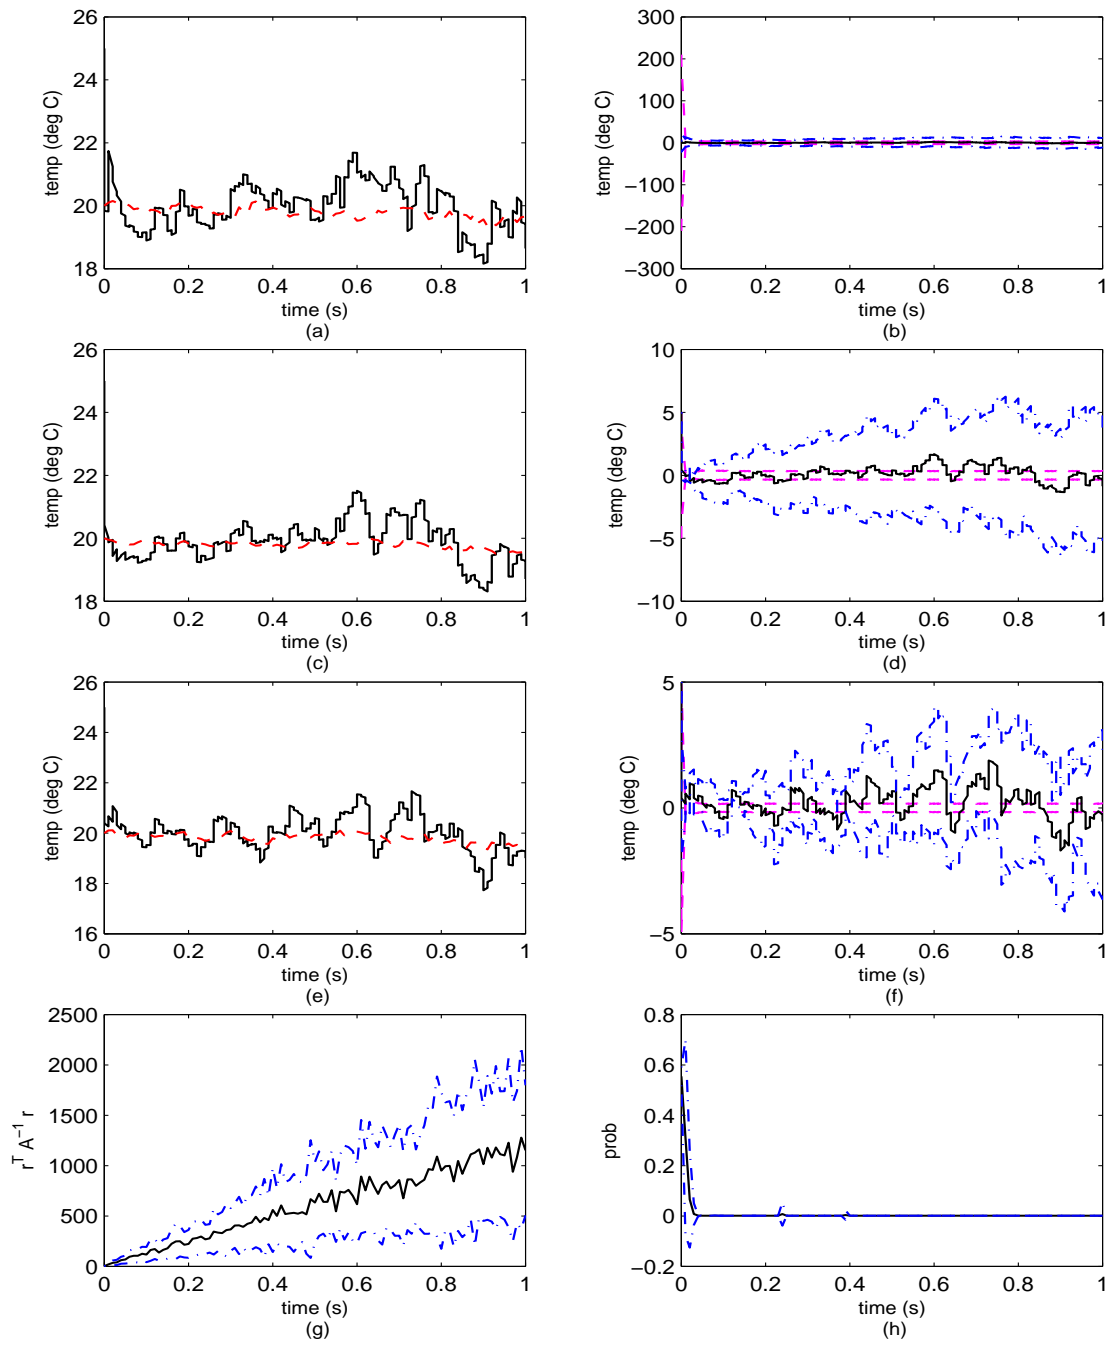 26
24
22
20
18
temp (deg C)
0 0.2 0.4 0.6 0.8 1
time (s)
(a)
300
200
100
0
−100
−200
−300
temp (deg C)
0 0.2 0.4 0.6 0.8 1
time (s)
(b)
26
24
22
20
18
temp (deg C)
0 0.2 0.4 0.6 0.8 1
time (s)
(c)
10
5
0
−5
−10
temp (deg C)
0 0.2 0.4 0.6 0.8 1
time (s)
(d)
26
24
22
20
18
16
temp (deg C)
0 0.2 0.4 0.6 0.8 1
time (s)
(e)
5
0
−5
temp (deg C)
0 0.2 0.4 0.6 0.8 1
time (s)
(f)
2500
2000
1500
1000
500
0
r^T A^−1 r
0 0.2 0.4 0.6 0.8 1
time (s)
(g)
0.8
0.6
0.4
0.2
0
−0.2
prob
0 0.2 0.4 0.6 0.8 1
time (s)
(h)